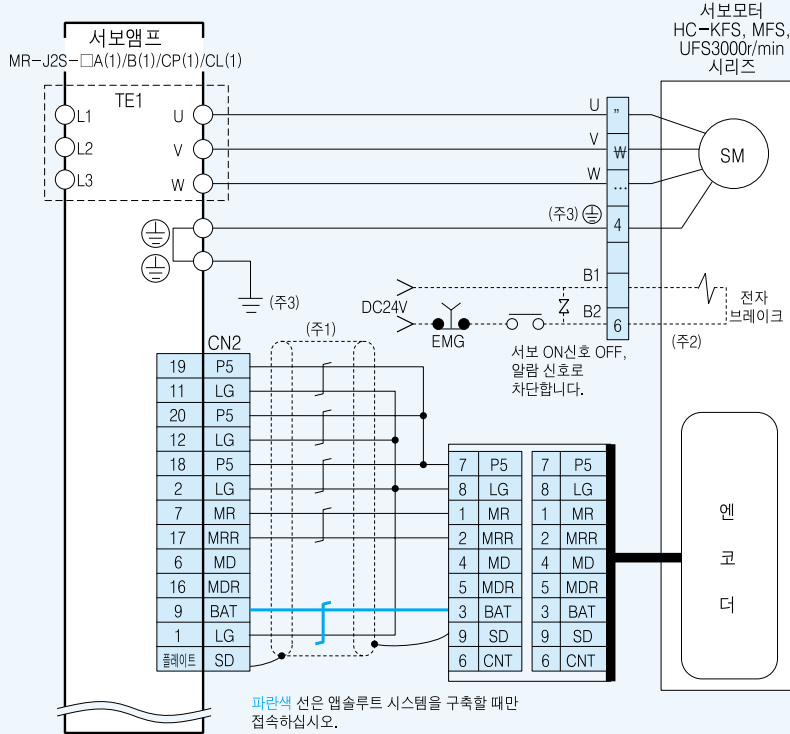 서보앰프
MR-J2S-□A(1)/B(1)/CP(1)/CL(1)
TE1
L1
L2
L3
U
V
W
서보모터
HC-KFS, MFS,
UFS3000r/min
시리즈
U
V
W
(주3)
B1
B2
"
W
...
4
6
SM
전자
브레이크
(주2)
DC24V
EMG
서보 ON신호 OFF,
알람 신호로
차단합니다.
(주3)
(주1)
CN2
19 P5
11 LG
20 P5
12 LG
18 P5
2 LG
7 MR
17 MRR
6 MD
16 MDR
9 BAT
1 LG
플레이트 SD
7 P5 7 P5
8 LG 8 LG
1 MR 1 MR
2 MRR 2 MRR
4 MD 4 MD
5 MDR 5 MDR
3 BAT 3 BAT
9 SD 9 SD
6 CNT 6 CNT
엔
코
더
파란색 선은 앱솔루트 시스템을 구축할 때만
접속하십시오.